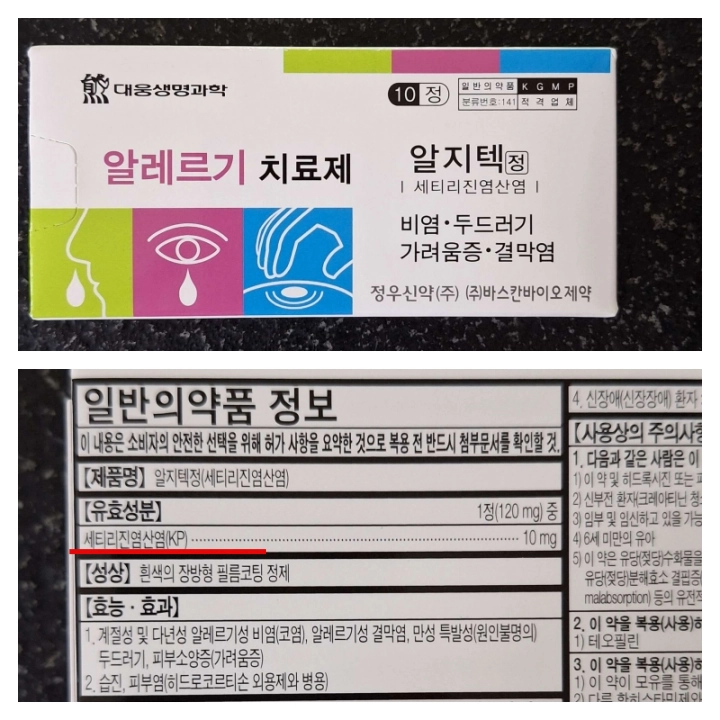 대웅생명과학
10정
일반의약품 KGMP
분류번호:141 적격업체
알레르기 치료제
알지텍정
| 세티리진염산염 |
비염·두드러기
가려움증·결막염
정우신약(주) (주)바스칸바이오제약
일반의약품 정보
이 내용은 소비자의 안전한 선택을 위해 허가 사항을 요약한 것으로 복용 전 반드시 첨부문서를 확인할 것.
【제품명】 알지텍정(세티리진염산염)
【유효성분】 1정(120 mg) 중
세티리진염산염(KP) 10 mg
【성상】 흰색의 장방형 필름코팅 정제
【효능·효과】
1. 계절성 및 다년성 알레르기성 비염(코염), 알레르기성 결막염, 만성 특발성(원인불명의)
두드러기, 피부소양증(가려움증)
2. 습진, 피부염(히드로코르티손 외용제와 병용)
4. 신장애(신장장애) 환자
【사용상의 주의사항
1. 다음과 같은 사람은 이
1) 이 약 및 히드록시진 또는
2) 신부전 환자(크레아티닌 청
3) 임부 및 임신하고 있을 가능
4) 6세 미만의 유아
5) 이 약은 유당(젖당)수화물을
유당(젖당)분해효소 결핍증(
malabsorption) 등의 유전적
2. 이 약을 복용(사용)하
1) 테오필린
3. 이 약을 복용(사용)하
1) 이 약이 모유를 통해
2) 다른 항히스타민제와